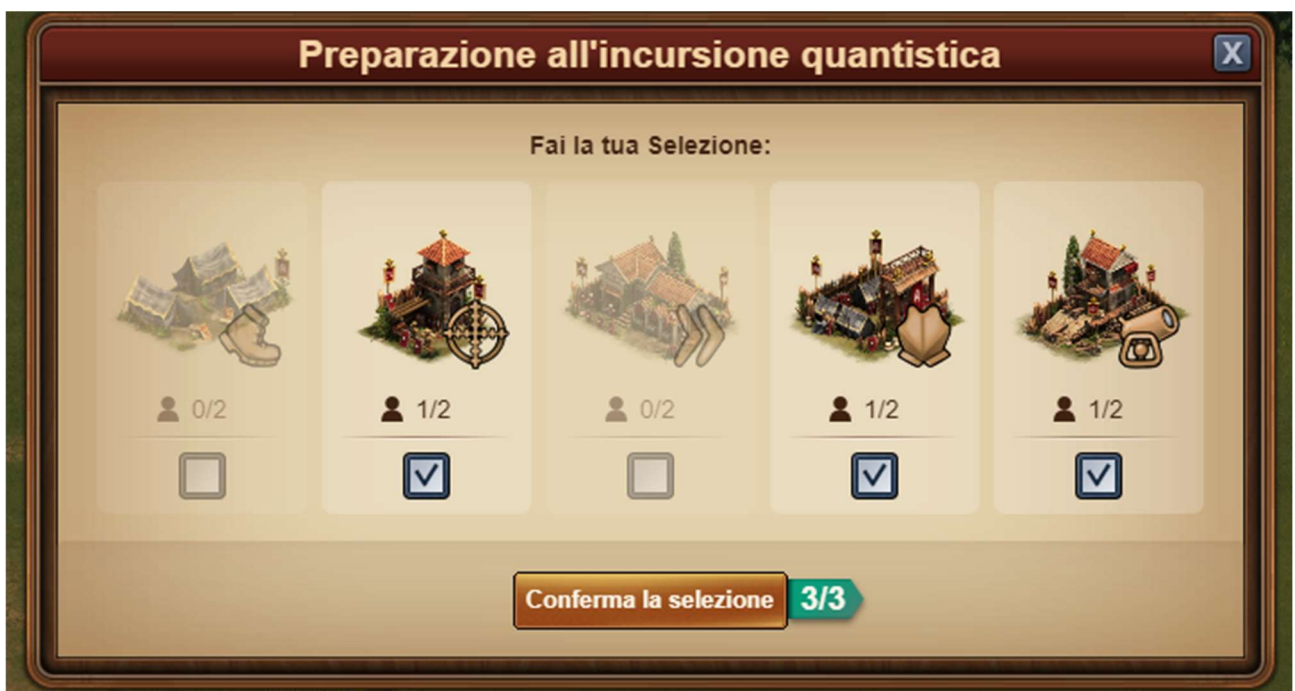 Preparazione all'incursione quantistica
X
Fai la tua Selezione:
0/2
1/2
0/2
1/2
1/2
Conferma la selezione
3/3